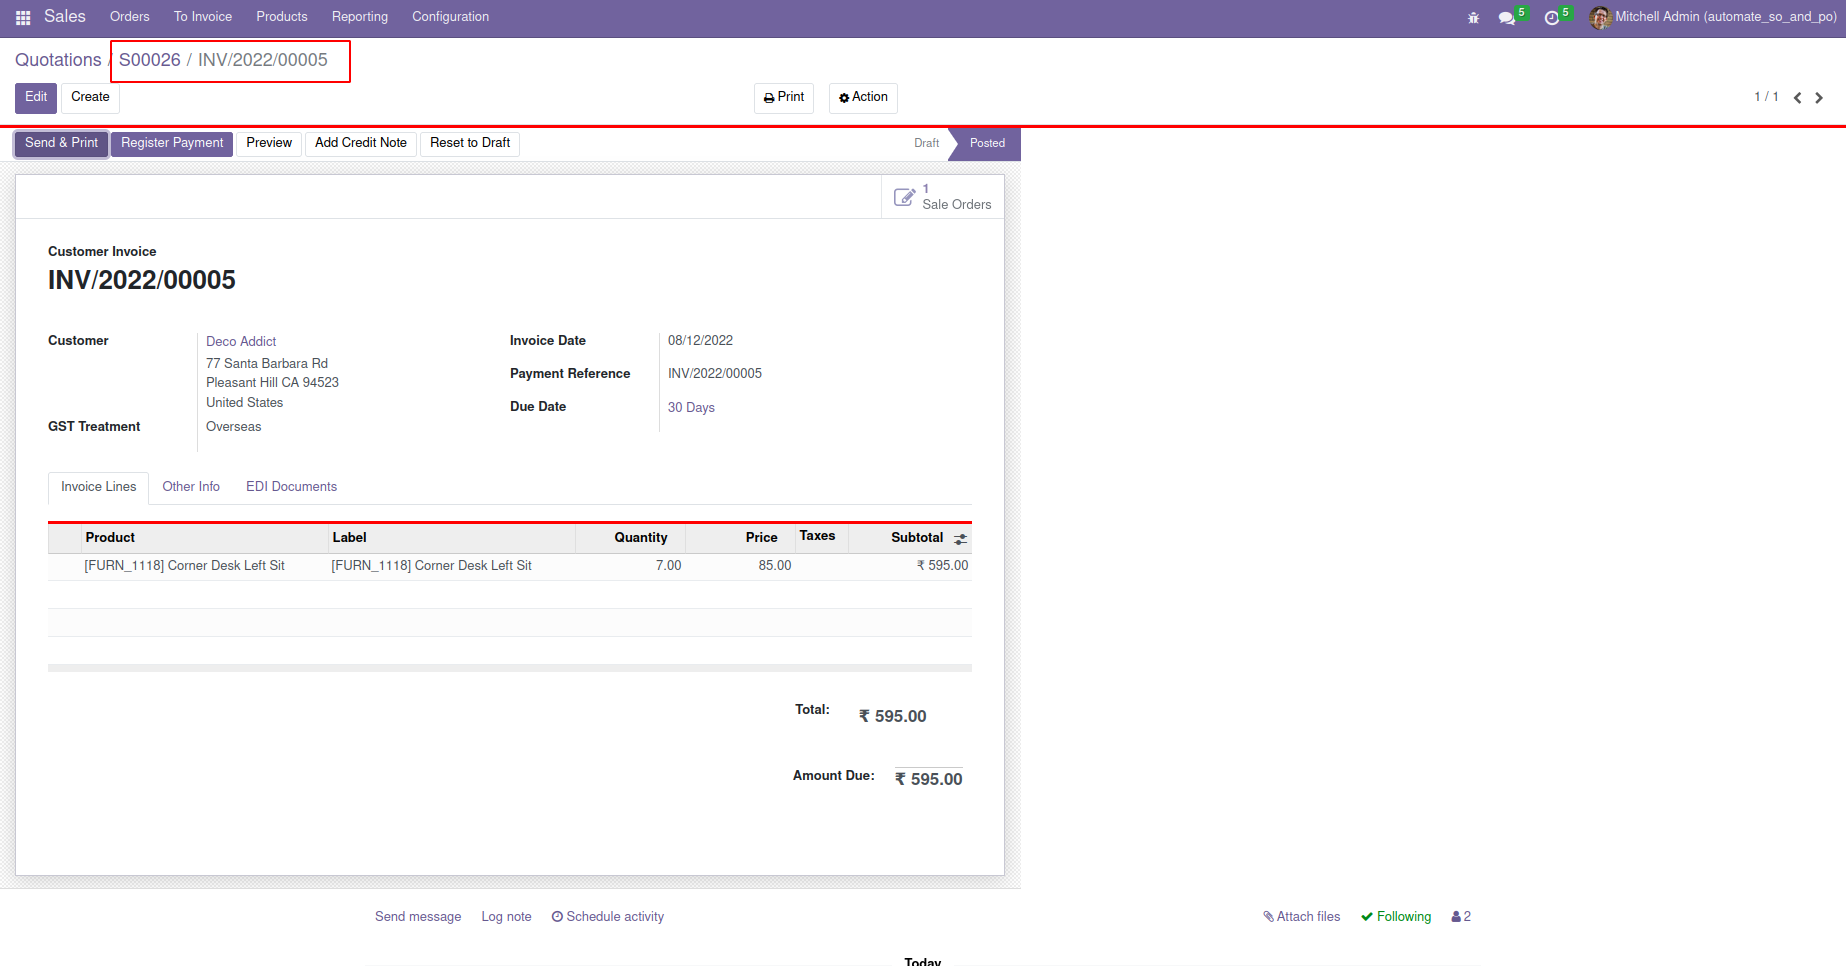 Sales Orders To Invoice Products Reporting Configuration 5 5 Mitchell Admin (automate_so_and_po)
Quotations / S00026 / INV/2022/00005
Edit Create Print Action 1 / 1
Send & Print Register Payment Preview Add Credit Note Reset to Draft Draft Posted
1
Sale Orders
Customer Invoice
INV/2022/00005
Customer Deco Addict Invoice Date 08/12/2022
77 Santa Barbara Rd
Payment Reference INV/2022/00005
Pleasant Hill CA 94523
United States Due Date 30 Days
GST Treatment Overseas
Invoice Lines Other Info EDI Documents
Product Label Quantity Price Taxes Subtotal
[FURN_1118] Corner Desk Left Sit [FURN_1118] Corner Desk Left Sit 7.00 85.00 ₹ 595.00
Total: ₹ 595.00
Amount Due: ₹ 595.00
Send message Log note Schedule activity Attach files Following 2
Today